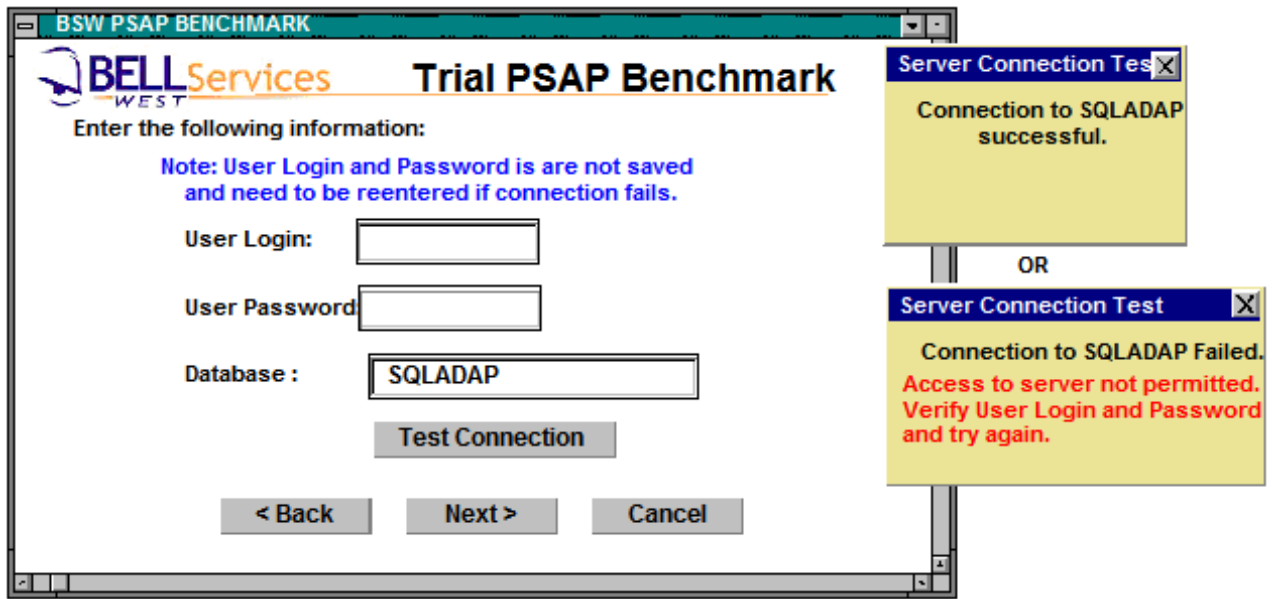 BSW PSAP BENCHMARK
BELL Services
WEST
Trial PSAP Benchmark
Enter the following information:
Note: User Login and Password is are not saved
and need to be reentered if connection fails.
User Login:
User Password:
Database : SQLADAP
Test Connection
< Back Next > Cancel
Server Connection Tes X
Connection to SQLADAP
successful.
OR
Server Connection Test X
Connection to SQLADAP Failed.
Access to server not permitted.
Verify User Login and Password
and try again.